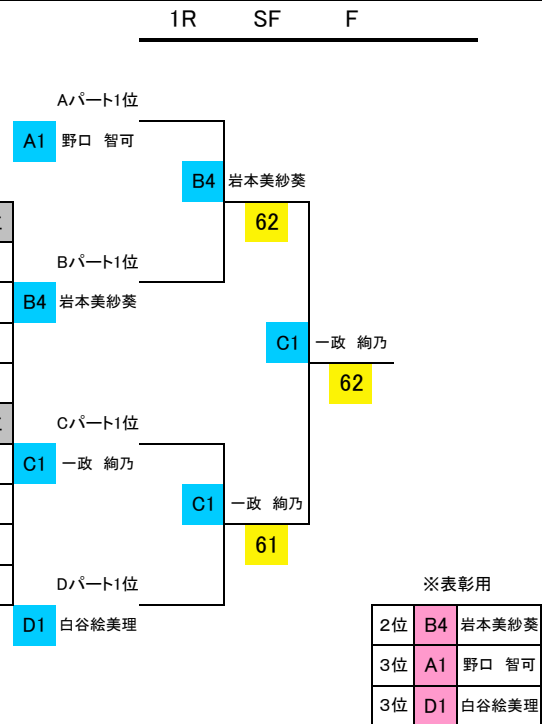 1R SF F
Aパート1位
A1 野口 智可
B4 岩本美紗葵
62
Bパート1位
B4 岩本美紗葵
C1 一政 絢乃
62
Cパート1位
C1 一政 絢乃
C1 一政 絢乃
61
Dパート1位
D1 白谷絵美理
※表彰用
2位 B4 岩本美紗葵
3位 A1 野口 智可
3位 D1 白谷絵美理